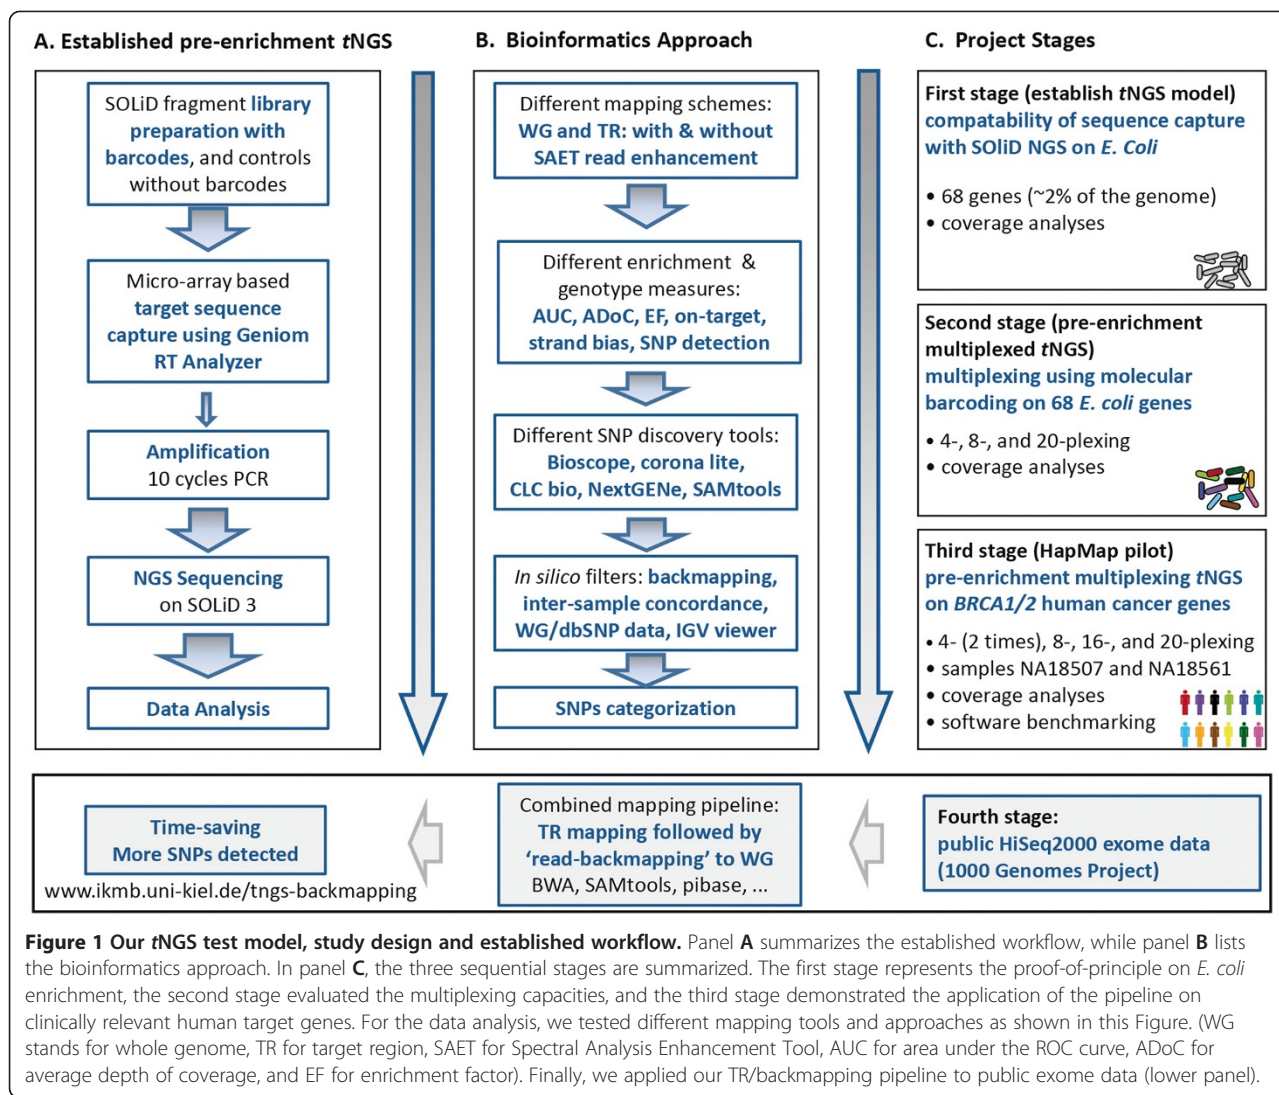 A. Established pre-enrichment tNGS
SOLiD fragment library
preparation with
barcodes, and controls
without barcodes
Micro-array based
target sequence
capture using Geniom
RT Analyzer
Amplification
10 cycles PCR
NGS Sequencing
on SOLiD 3
Data Analysis
B. Bioinformatics Approach
Different mapping schemes:
WG and TR: with & without
SAET read enhancement
Different enrichment &
genotype measures:
AUC, ADoC, EF, on-target,
strand bias, SNP detection
Different SNP discovery tools:
Bioscope, corona lite,
CLC bio, NextGENe, SAMtools
In silico filters: backmapping,
inter-sample concordance,
WG/dbSNP data, IGV viewer
SNPs categorization
C. Project Stages
First stage (establish tNGS model)
compatability of sequence capture
with SOliD NGS on E. Coli
• 68 genes (~2% of the genome)
• coverage analyses
Second stage (pre-enrichment
multiplexed tNGS)
multiplexing using molecular
barcoding on 68 E. coli genes
• 4-, 8-, and 20-plexing
• coverage analyses
Third stage (HapMap pilot)
pre-enrichment multiplexing tNGS
on BRCA1/2 human cancer genes
• 4- (2 times), 8-, 16-, and 20-plexing
• samples NA18507 and NA18561
• coverage analyses
• software benchmarking
Time-saving
More SNPs detected
www.ikmb.uni-kiel.de/tngs-backmapping
Combined mapping pipeline:
TR mapping followed by
‘read-backmapping’ to WG
BWA, SAMtools, pibase, ...
Fourth stage:
public HiSeq2000 exome data
(1000 Genomes Project)
Figure 1 Our tNGS test model, study design and established workflow. Panel A summarizes the established workflow, while panel B lists
the bioinformatics approach. In panel C, the three sequential stages are summarized. The first stage represents the proof-of-principle on E. coli
enrichment, the second stage evaluated the multiplexing capacities, and the third stage demonstrated the application of the pipeline on
clinically relevant human target genes. For the data analysis, we tested different mapping tools and approaches as shown in this Figure. (WG
stands for whole genome, TR for target region, SAET for Spectral Analysis Enhancement Tool, AUC for area under the ROC curve, ADoC for
average depth of coverage, and EF for enrichment factor). Finally, we applied our TR/backmapping pipeline to public exome data (lower panel).